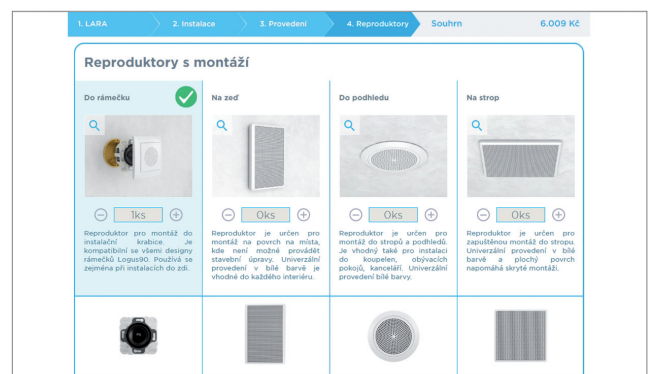 1. LARA
2. Instalace
3. Provedení
4. Reproduktory
Souhrn
6.009 Kč
Reproduktory s montáží
Do rámečku
1ks
Reproduktor pro montáž do
instalační krabice. Je
kompatibilní se všemi designy
rámečků Logus90. Používá se
zejména při instalacích do zdi.
Na zeď
0ks
Reproduktor je určen pro
montáž na povrch na místa,
kde není možné provádět
stavební úpravy. Univerzální
provedení v bílé barvě je
vhodné do každého interiéru.
Do podhledu
0ks
Reproduktor je určen pro
montáž do stropů a podhledů.
Je vhodný také pro instalaci
do koupelen, obývacích
pokojů, kanceláří. Univerzální
provedení bílé barvy.
Na strop
0ks
Reproduktor je určen pro
zapuštěnou montáž do stropu.
Univerzální provedení v bílé
barvě a plochý povrch
napomáhá skryté montáži.